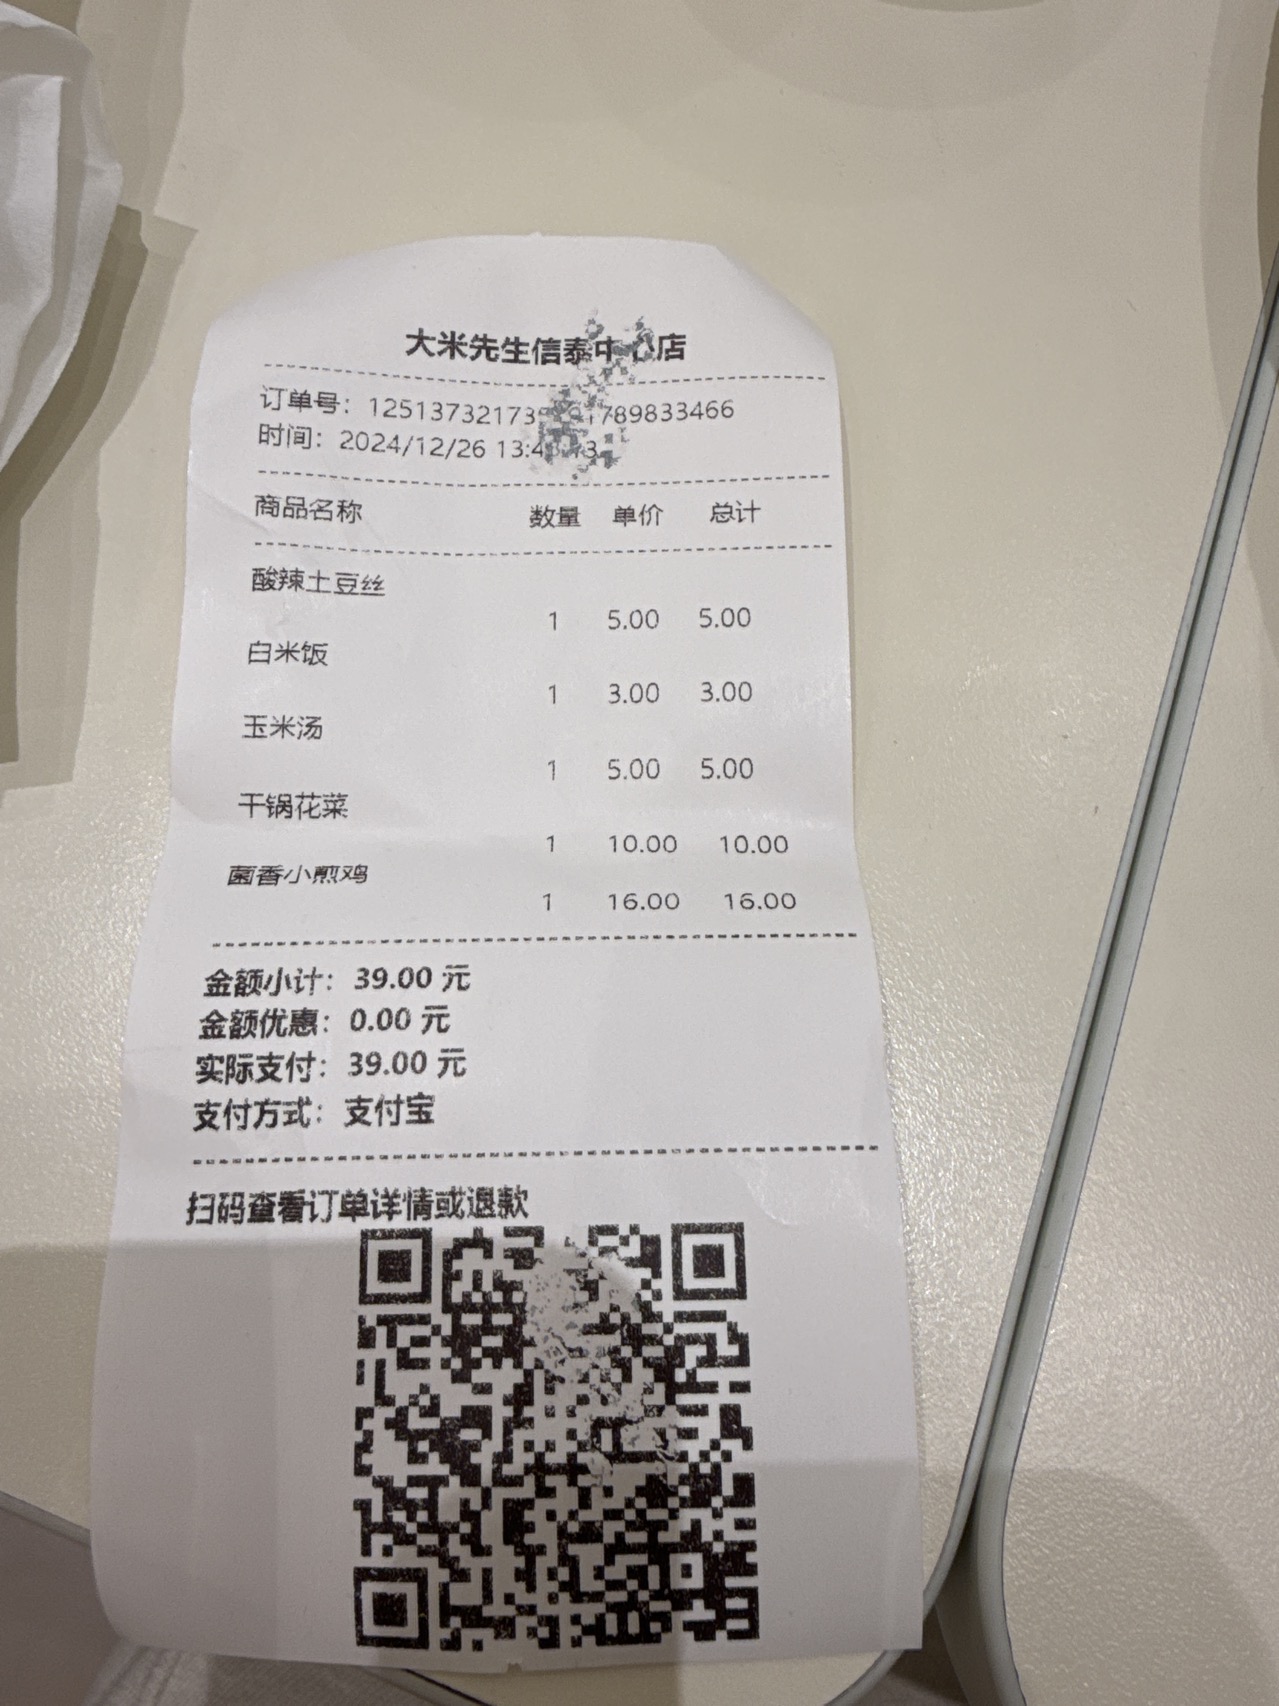 大米先生信泰中心店
订单号：
时间：2024/12/26
商品名称 数量 单价 总计
酸辣土豆丝
1 5.00 5.00
白米饭
1 3.00 3.00
玉米汤
1 5.00 5.00
干锅花菜
1 10.00 10.00
菌香小煎鸡
1 16.00 16.00
金额小计：39.00 元
金额优惠：0.00 元
实际支付：39.00 元
支付方式：支付宝
扫码查看订单详情或退款